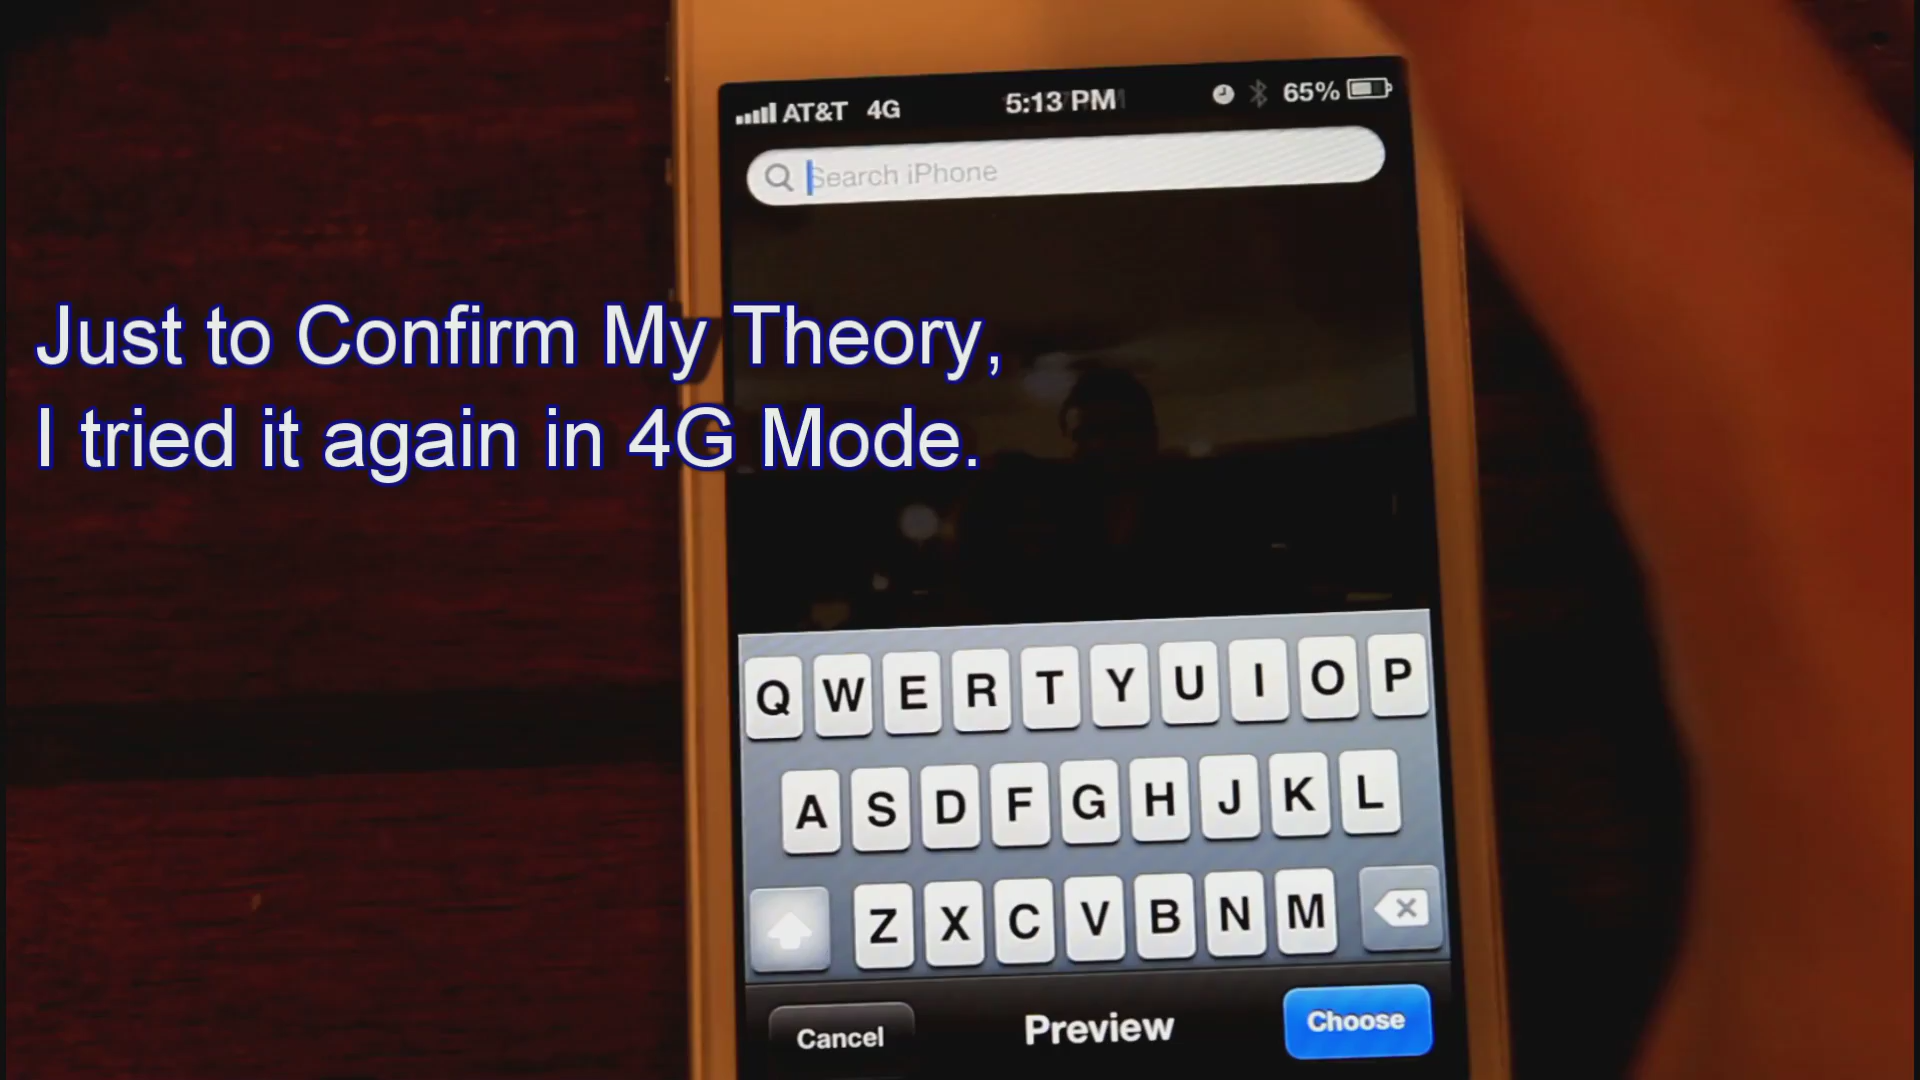 AT&T 4G 5:13 PM 65%
Search iPhone
Just to Confirm My Theory,
I tried it again in 4G Mode.
Q W E R T Y U I O P
A S D F G H J K L
Z X C V B N M
Cancel Preview Choose